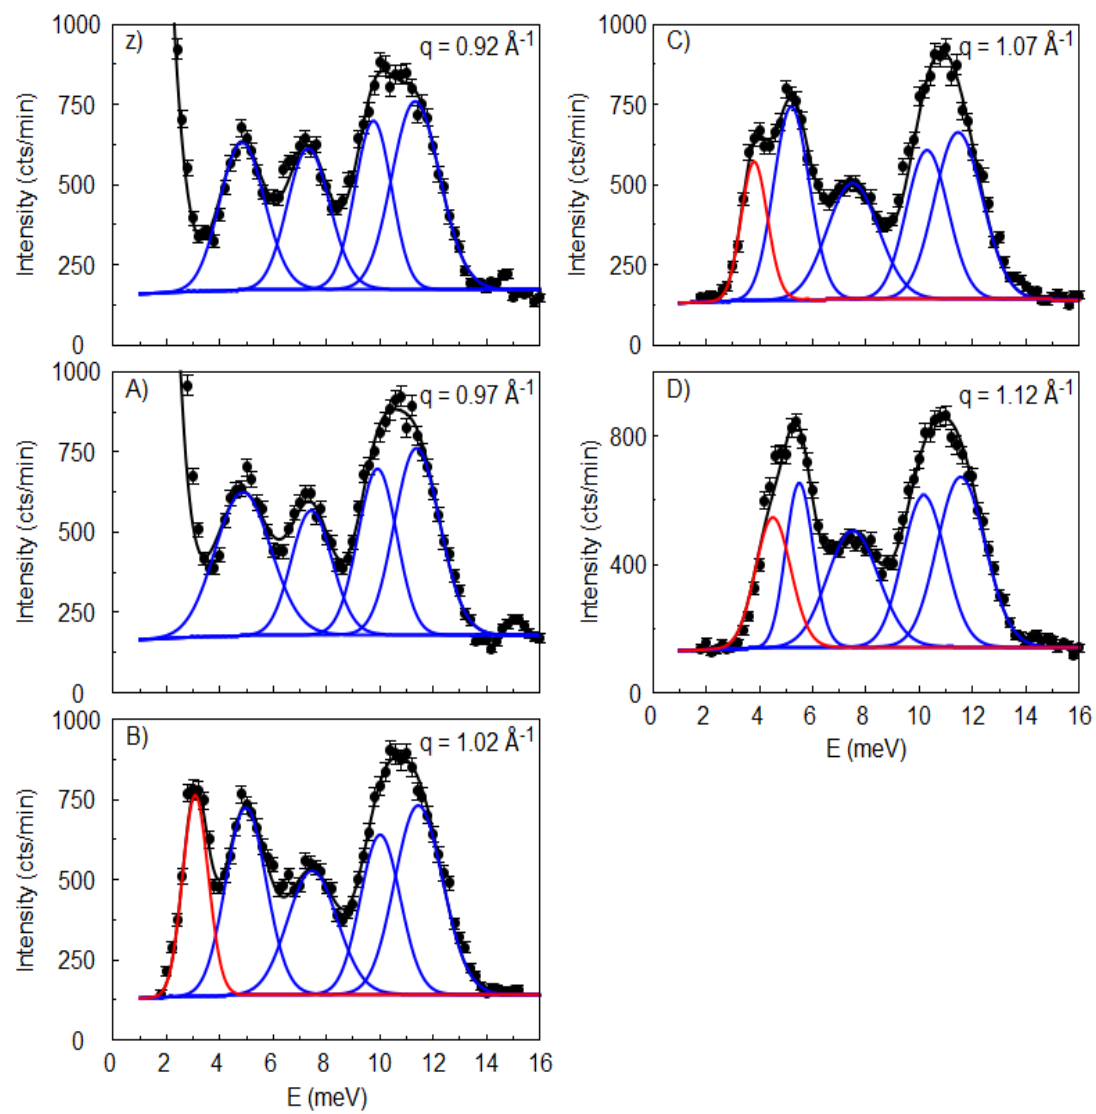 z)
q = 0.92 Å-1
Intensity (cts/min)
1000
750
500
250
0
A)
q = 0.97 Å-1
Intensity (cts/min)
1000
750
500
250
0
B)
q = 1.02 Å-1
Intensity (cts/min)
1000
750
500
250
0
0 2 4 6 8 10 12 14 16
E (meV)
C)
q = 1.07 Å-1
Intensity (cts/min)
1000
750
500
250
0
D)
q = 1.12 Å-1
Intensity (cts/min)
800
400
0
0 2 4 6 8 10 12 14 16
E (meV)